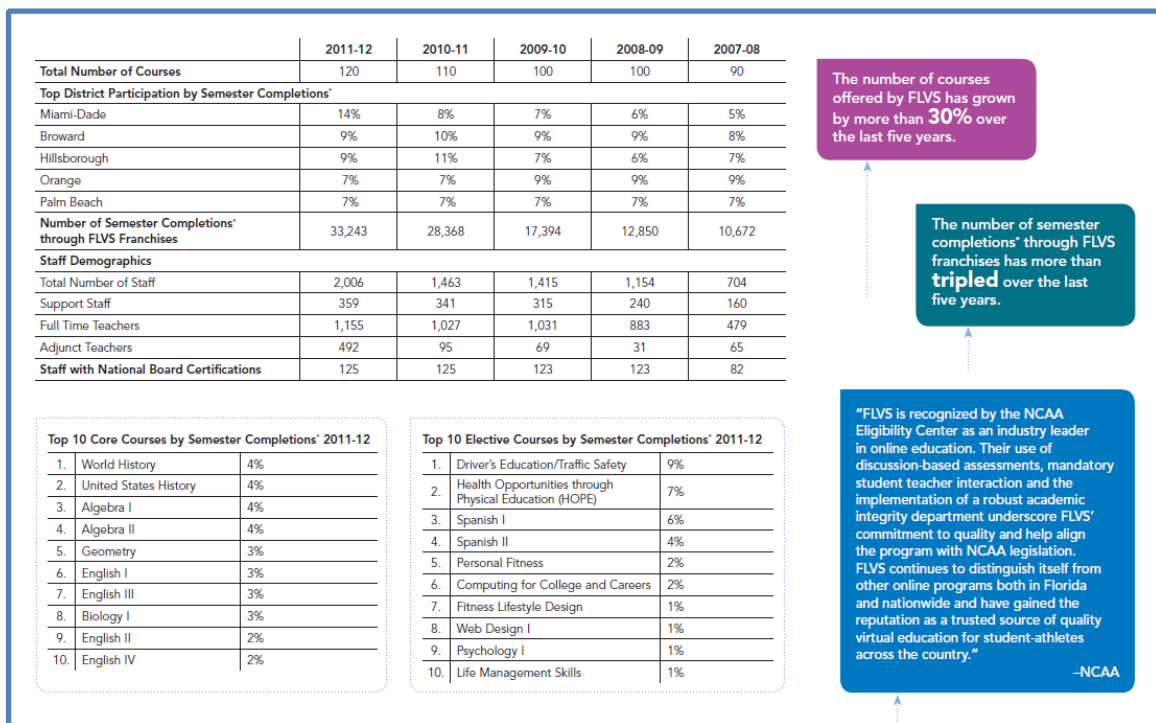 2011-12 2010-11 2009-10 2008-09 2007-08
Total Number of Courses 120 110 100 100 90
Top District Participation by Semester Completions*
Miami-Dade 14% 8% 7% 6% 5%
Broward 9% 10% 9% 9% 8%
Hillsborough 9% 11% 7% 6% 7%
Orange 7% 7% 9% 9% 9%
Palm Beach 7% 7% 7% 7% 7%
Number of Semester Completions*
through FLVS Franchises 33,243 28,368 17,394 12,850 10,672
Staff Demographics
Total Number of Staff 2,006 1,463 1,415 1,154 704
Support Staff 359 341 315 240 160
Full Time Teachers 1,155 1,027 1,031 883 479
Adjunct Teachers 492 95 69 31 65
Staff with National Board Certifications 125 125 123 123 82
The number of courses
offered by FLVS has grown
by more than 30% over
the last five years.
The number of semester
completions* through FLVS
franchises has more than
tripled over the last
five years.
Top 10 Core Courses by Semester Completions* 2011-12
1. World History 4%
2. United States History 4%
3. Algebra I 4%
4. Algebra II 4%
5. Geometry 3%
6. English I 3%
7. English III 3%
8. Biology I 3%
9. English II 2%
10. English IV 2%
Top 10 Elective Courses by Semester Completions* 2011-12
1. Driver's Education/Traffic Safety 9%
2. Health Opportunities through
Physical Education (HOPE) 7%
3. Spanish I 6%
4. Spanish II 4%
5. Personal Fitness 2%
6. Computing for College and Careers 2%
7. Fitness Lifestyle Design 1%
8. Web Design I 1%
9. Psychology I 1%
10. Life Management Skills 1%
"FLVS is recognized by the NCAA
Eligibility Center as an industry leader
in online education. Their use of
discussion-based assessments, mandatory
student teacher interaction and the
implementation of a robust academic
integrity department underscore FLVS'
commitment to quality and help align
the program with NCAA legislation.
FLVS continues to distinguish itself from
other online programs both in Florida
and nationwide and have gained the
reputation as a trusted source of quality
virtual education for student-athletes
across the country."
–NCAA